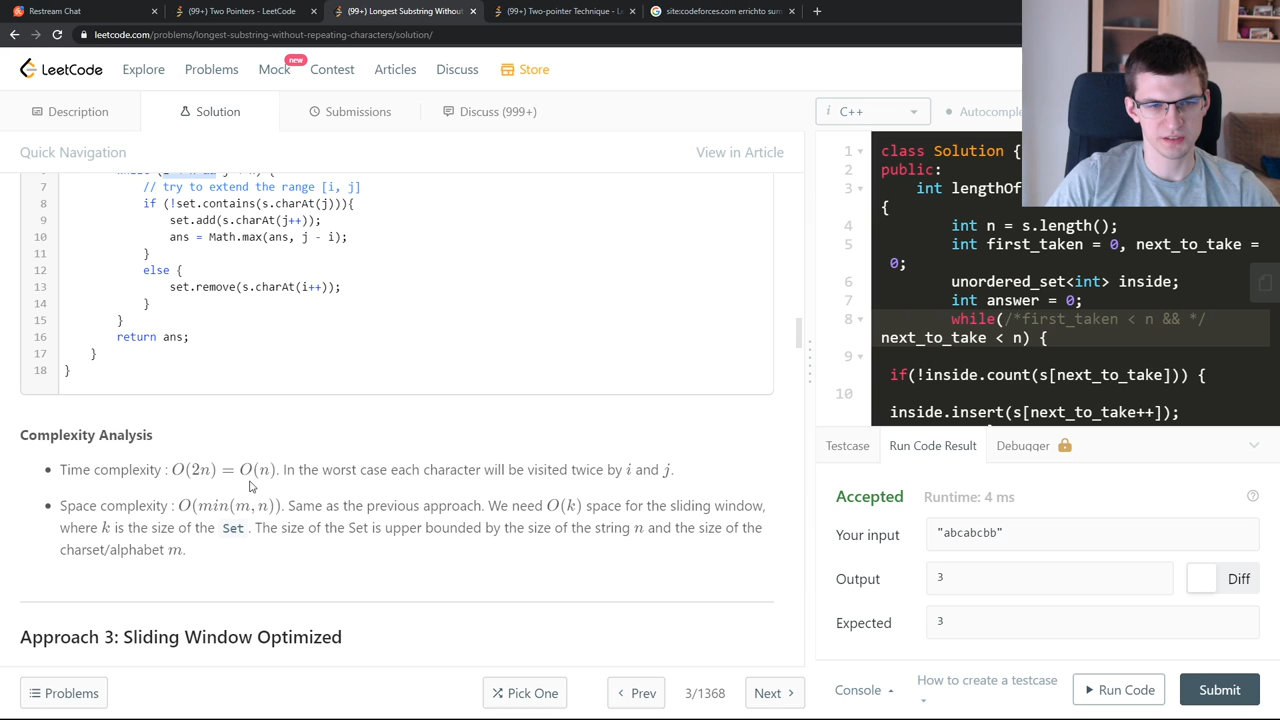 Restream Chat
(99+) Two Pointers - LeetCode
(99+) Longest Substring Without
(99+) Two-pointer Technique - Le
site:codeforces.com errichto sum
leetcode.com/problems/longest-substring-without-repeating-characters/solution/
LeetCode
Explore
Problems
Mock
new
Contest
Articles
Discuss
Store
Description
Solution
Submissions
Discuss (999+)
i C++
Autocomple
Quick Navigation
View in Article
7 // try to extend the range [i, j]
8 if (!set.contains(s.charAt(j))){
9 set.add(s.charAt(j++));
10 ans = Math.max(ans, j - i);
11 }
12 else {
13 set.remove(s.charAt(i++));
14 }
15 }
16 return ans;
17 }
18 }
Complexity Analysis
• Time complexity : O(2n) = O(n). In the worst case each character will be visited twice by i and j.
• Space complexity : O(min(m, n)). Same as the previous approach. We need O(k) space for the sliding window,
where k is the size of the Set . The size of the Set is upper bounded by the size of the string n and the size of the
charset/alphabet m.
Approach 3: Sliding Window Optimized
Problems
Pick One
Prev
3/1368
Next
1 class Solution {
2 public:
3 int lengthOf
{
4 int n = s.length();
5 int first_taken = 0, next_to_take =
0;
6 unordered_set<int> inside;
7 int answer = 0;
8 while(/*first_taken < n && */
next_to_take < n) {
9
if(!inside.count(s[next_to_take])) {
10
inside.insert(s[next_to_take++]);
Testcase
Run Code Result
Debugger
Accepted
Runtime: 4 ms
Your input
"abcabcbb"
Output
3
Diff
Expected
3
Console
How to create a testcase
Run Code
Submit